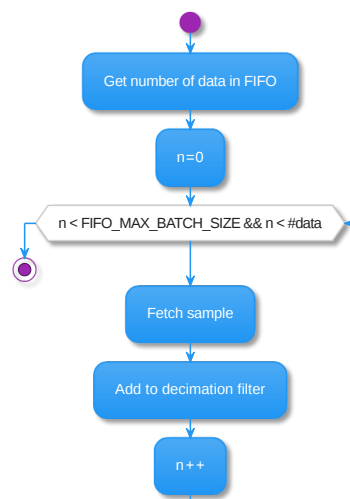 Get number of data in FIFO
n=0
n < FIFO_MAX_BATCH_SIZE && n < #data
Fetch sample
Add to decimation filter
n++